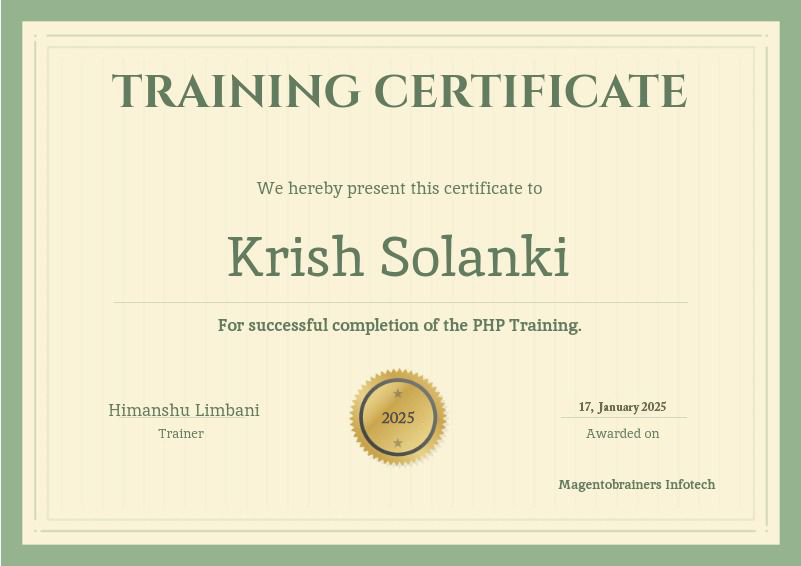 TRAINING CERTIFICATE
We hereby present this certificate to
Krish Solanki
For successful completion of the PHP Training.
Himanshu Limbani
Trainer
2025
17, January 2025
Awarded on
Magentobrainers Infotech